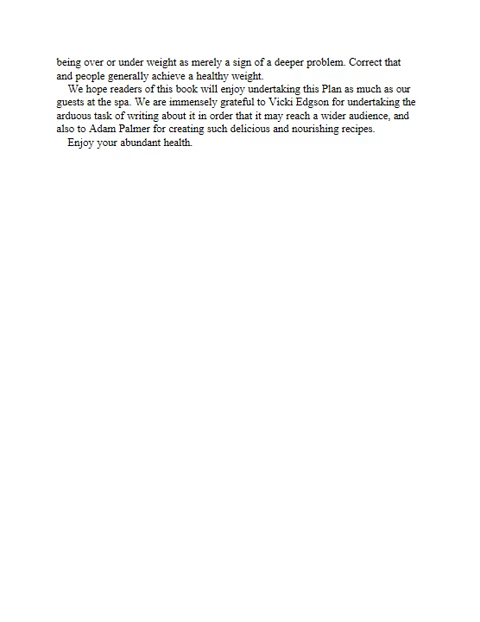 being over or under weight as merely a sign of a deeper problem. Correct that
and people generally achieve a healthy weight.
We hope readers of this book will enjoy undertaking this Plan as much as our
guests at the spa. We are immensely grateful to Vicki Edgson for undertaking the
arduous task of writing about it in order that it may reach a wider audience, and
also to Adam Palmer for creating such delicious and nourishing recipes.
Enjoy your abundant health.